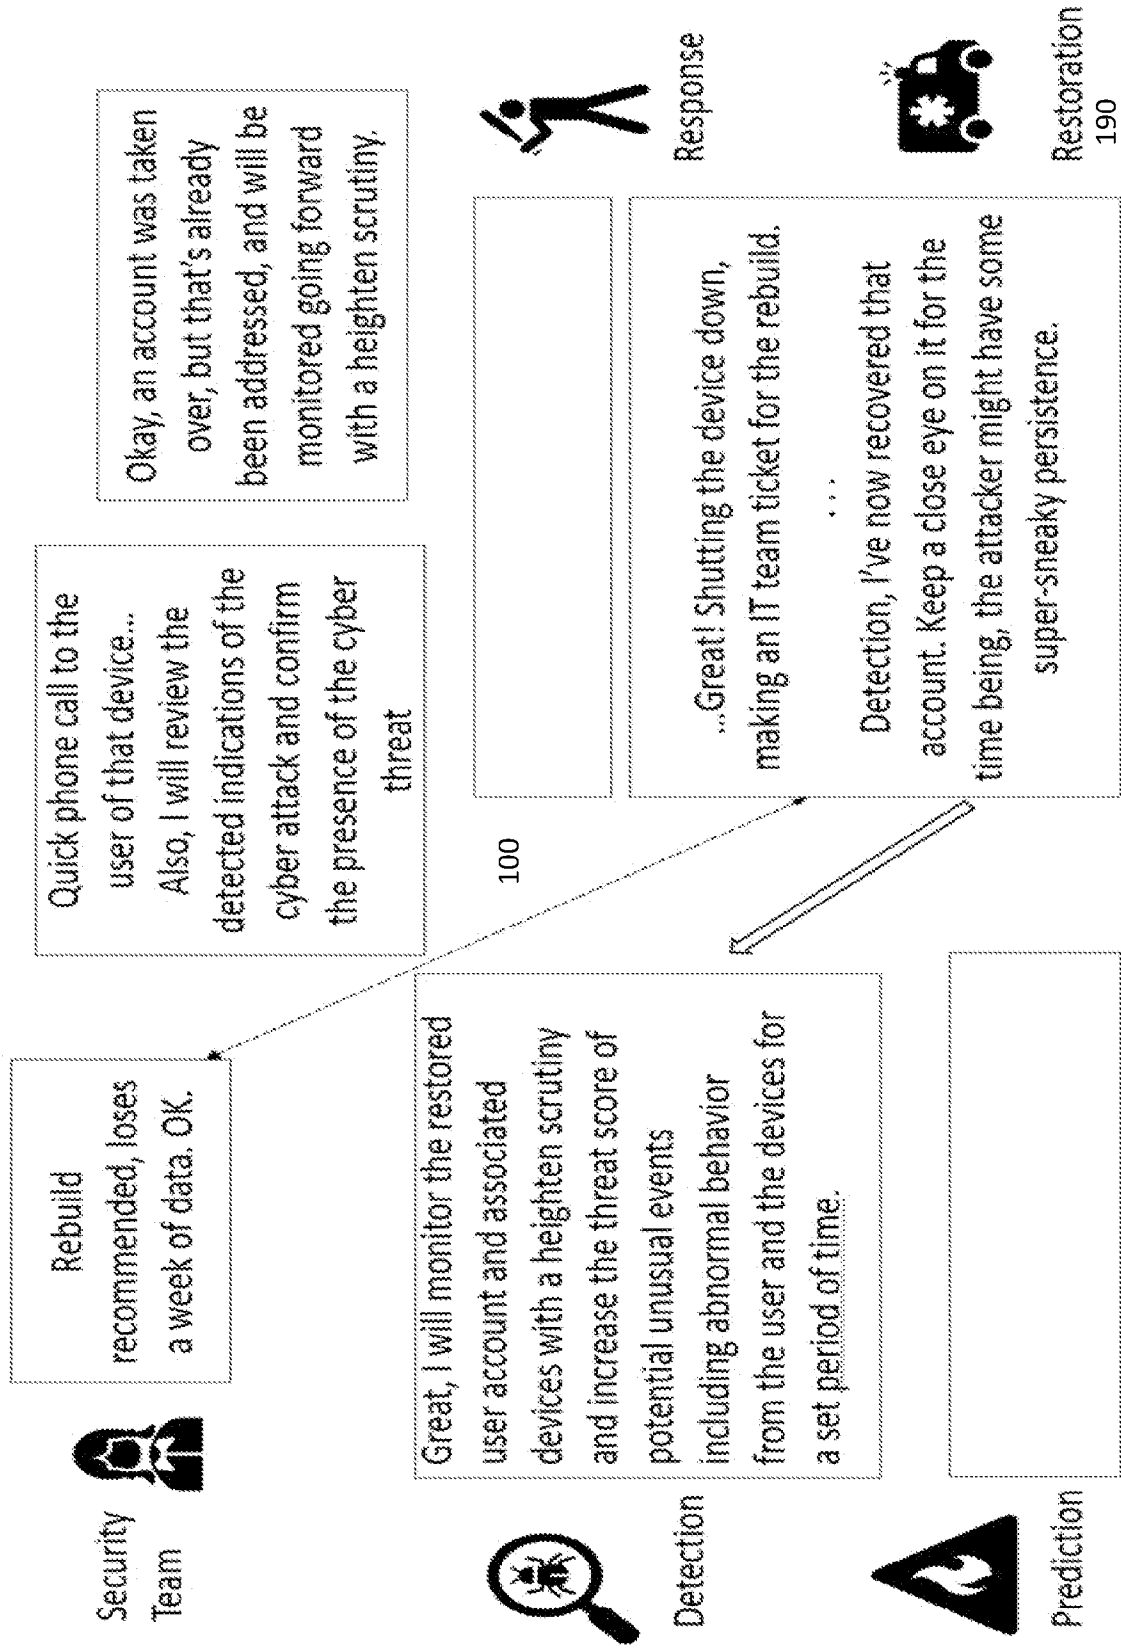 Security
Team
Rebuild
recommended, loses
a week of data. OK.
Quick phone call to the
user of that device...
Also, I will review the
detected indications of the
cyber attack and confirm
the presence of the cyber
threat
Okay, an account was taken
over, but that's already
been addressed, and will be
monitored going forward
with a heighten scrutiny.
Detection
Great, I will monitor the restored
user account and associated
devices with a heighten scrutiny
and increase the threat score of
potential unusual events
including abnormal behavior
from the user and the devices for
a set period of time.
100
Response
Prediction
...Great! Shutting the device down,
making an IT team ticket for the rebuild.
. . .
Detection, I've now recovered that
account. Keep a close eye on it for the
time being, the attacker might have some
super-sneaky persistence.
Restoration
190